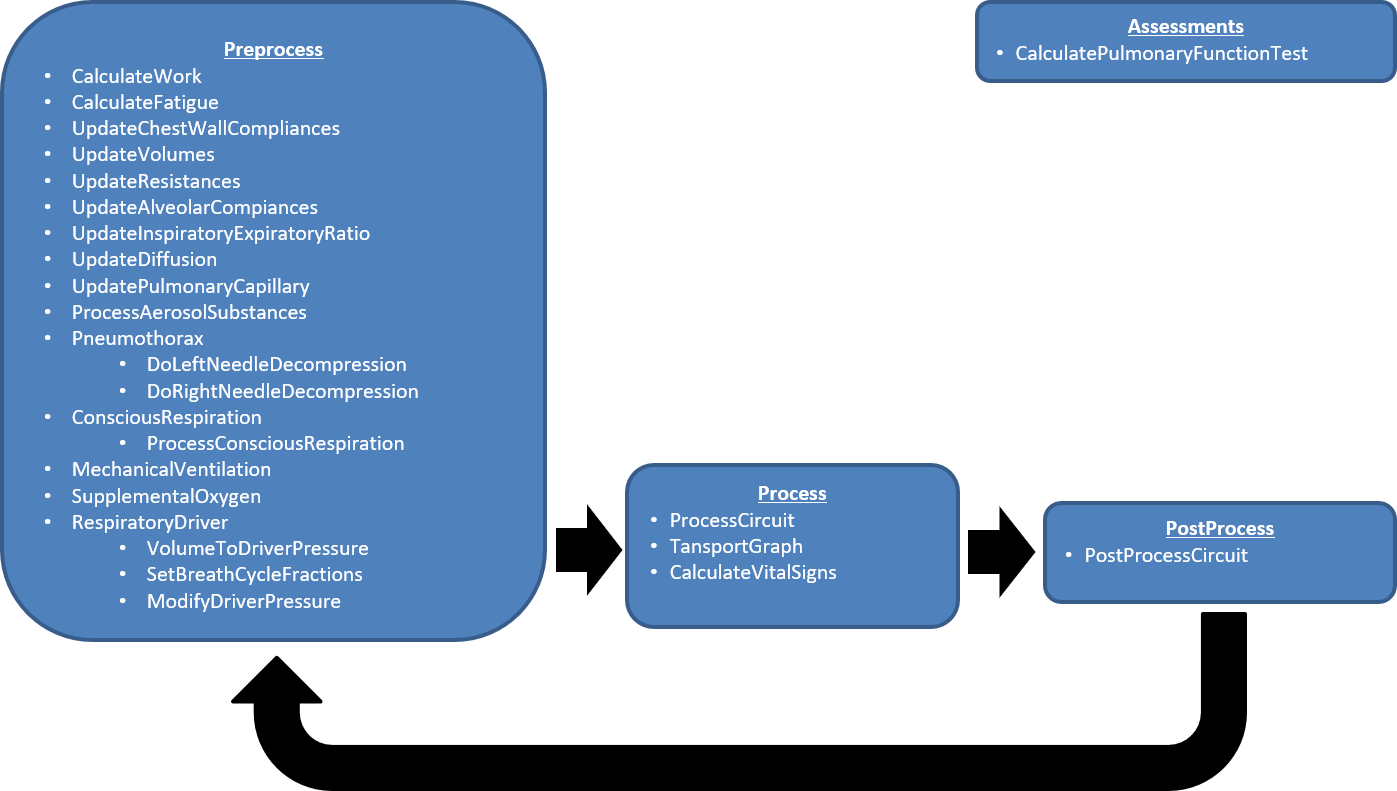 Preprocess
• CalculateWork
• CalculateFatigue
• UpdateChestWallCompliances
• UpdateVolumes
• UpdateResistances
• UpdateAlveolarCompiances
• UpdateInspiratoryExpiratoryRatio
• UpdateDiffusion
• UpdatePulmonaryCapillary
• ProcessAerosolSubstances
• Pneumothorax
• DoLeftNeedleDecompression
• DoRightNeedleDecompression
• ConsciousRespiration
• ProcessConsciousRespiration
• MechanicalVentilation
• SupplementalOxygen
• RespiratoryDriver
• VolumeToDriverPressure
• SetBreathCycleFractions
• ModifyDriverPressure
Process
• ProcessCircuit
• TansportGraph
• CalculateVitalSigns
PostProcess
• PostProcessCircuit
Assessments
• CalculatePulmonaryFunctionTest